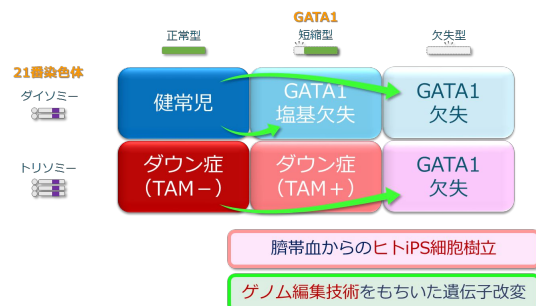 GATA1
正常型
短縮型
欠失型
21番染色体
ダイソミー
健常児
GATA1
塩基欠失
GATA1
欠失
トリソミー
ダウン症
（TAM－）
ダウン症
（TAM＋）
GATA1
欠失
臍帯血からのヒトiPS細胞樹立
ゲノム編集技術をもちいた遺伝子改変